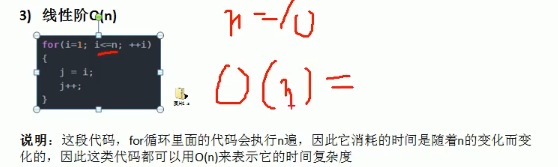 3) 线性阶O(n)
for(i=1; i<=n; ++i)
{
j = i;
j++;
}
n = 10
O(n) =
说明：这段代码，for循环里面的代码会执行n遍，因此它消耗的时间是随着n的变化而变
化的，因此这类代码都可以用O(n)来表示它的时间复杂度